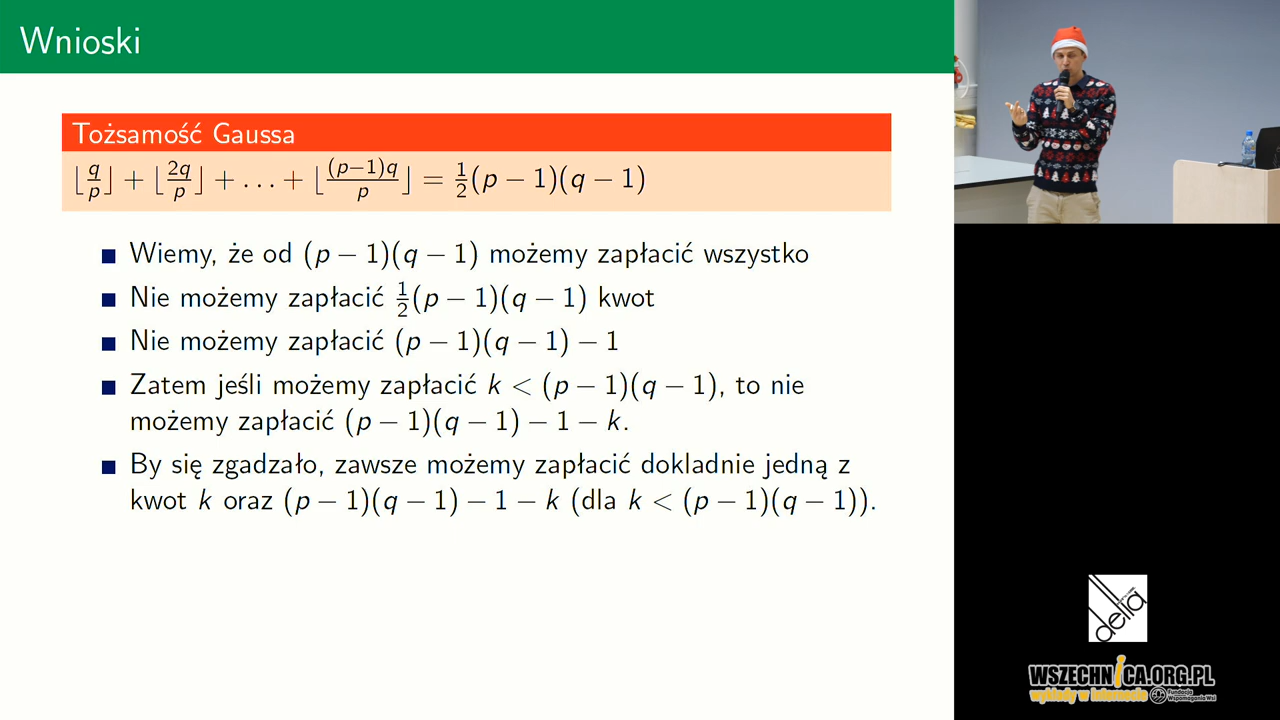 Wnioski
Tożsamość Gaussa
⌊q/p⌋ + ⌊2q/p⌋ + … + ⌊(p−1)q/p⌋ = ½(p − 1)(q − 1)
■ Wiemy, że od (p − 1)(q − 1) możemy zapłacić wszystko
■ Nie możemy zapłacić ½(p − 1)(q − 1) kwot
■ Nie możemy zapłacić (p − 1)(q − 1) − 1
■ Zatem jeśli możemy zapłacić k < (p − 1)(q − 1), to nie
możemy zapłacić (p − 1)(q − 1) − 1 − k.
■ By się zgadzało, zawsze możemy zapłacić dokladnie jedną z
kwot k oraz (p − 1)(q − 1) − 1 − k (dla k < (p − 1)(q − 1)).
delta
WSZECHNICA.ORG.PL
wykłady w internecie
Fundacja
Wspomagania Wsi